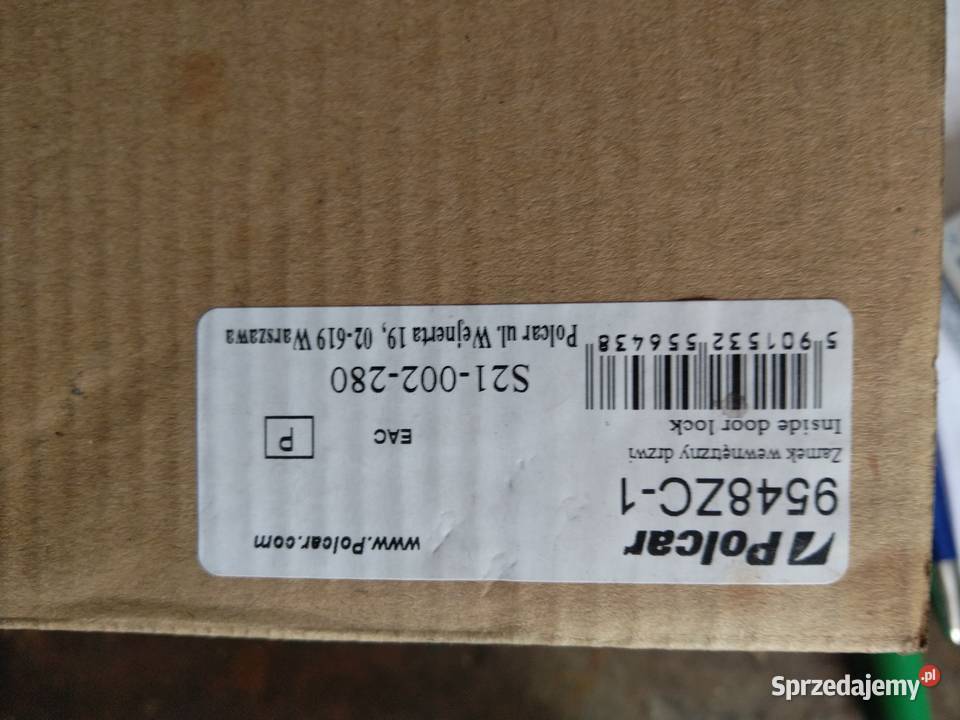 Polcar
www.Polcar.com
9548ZC-1
Zamek wewnętrzny drzwi
Inside door lock
EAC
P
S21-002-280
5 901532 556438
Polcar ul. Wejnerta 19, 02-619 Warszawa
Sprzedajemy.pl